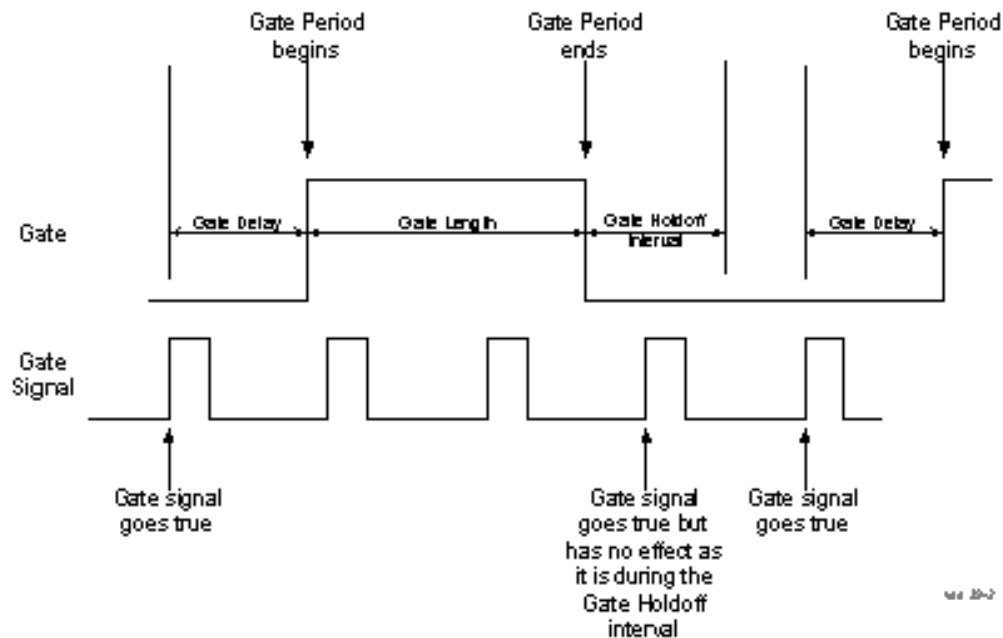 Gate Period
begins
Gate Period
ends
Gate Period
begins
Gate
Gate Delay
Gate Length
Gate Holdoff
Interval
Gate Delay
Gate
Signal
Gate signal
goes true
Gate signal
goes true but
has no effect as
it is during the
Gate Holdoff
interval
Gate signal
goes true